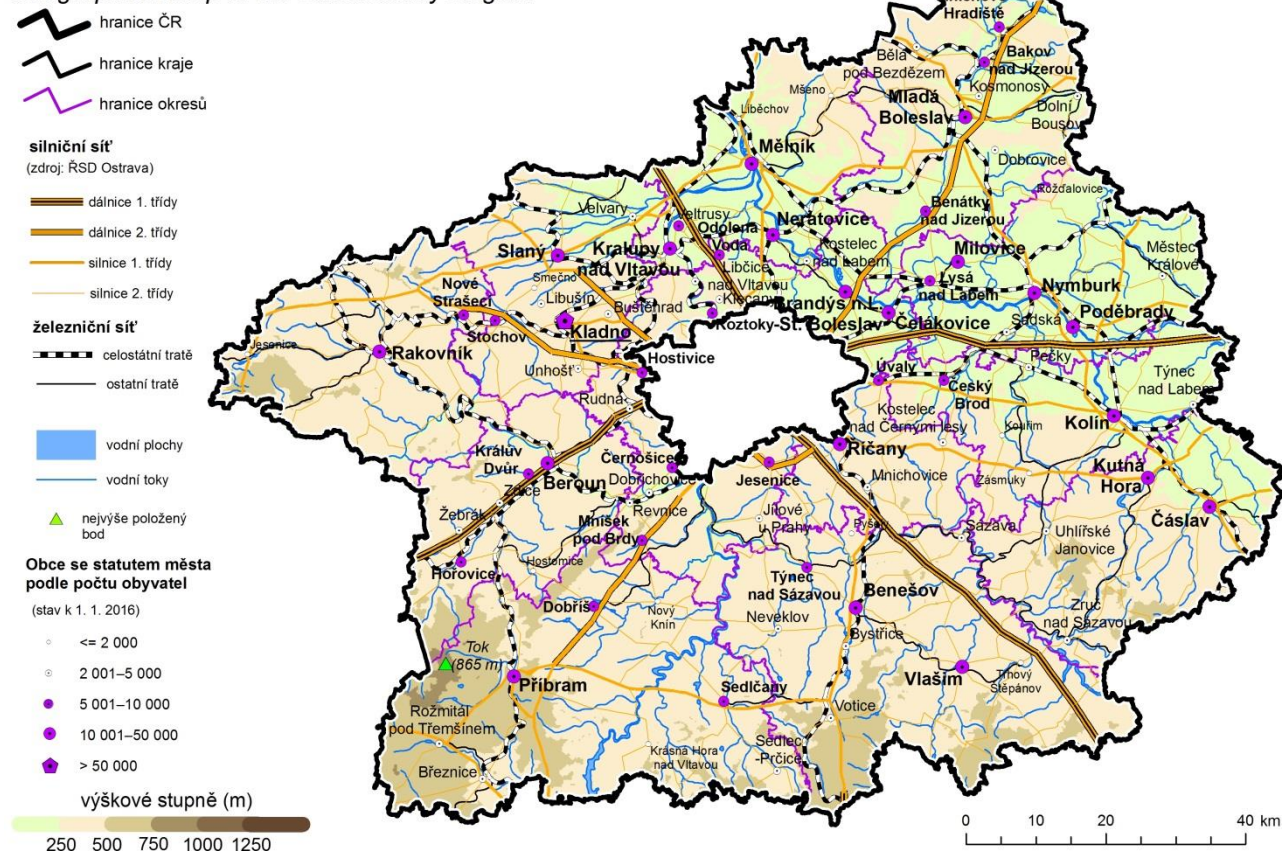 hranice ČR
hranice kraje
hranice okresů
silniční síť
(zdroj: ŘSD Ostrava)
dálnice 1. třídy
dálnice 2. třídy
silnice 1. třídy
silnice 2. třídy
železniční síť
celostátní tratě
ostatní tratě
vodní plochy
vodní toky
nejvýše položený
bod
Obce se statutem města
podle počtu obyvatel
(stav k 1. 1. 2016)
<= 2 000
2 001–5 000
5 001–10 000
10 001–50 000
> 50 000
výškové stupně (m)
250 500 750 1000 1250
Hradiště
Bakov
nad Jizerou
Běla
pod Bezdězem
Kosmonosy
Mšeno
Mladá
Boleslav
Dolní
Bousov
Liběchov
Mělník
Dobrovice
Rožďalovice
Benátky
nad Jizerou
Velvary
Veltrusy
Neratovice
Odolena
Voda
Kostelec
nad Labem
Milovice
Městec
Králové
Slaný
Kralupy
nad Vltavou
Libčice
nad Vltavou
Lysá
nad Labem
Nymburk
Smečno
Nové
Strašecí
Libušín
Buštěhrad
Klecany
Brandýs n.L.
Roztoky
-St. Boleslav
Čelákovice
Sadská
Poděbrady
Kladno
Stochov
Rakovník
Jesenice
Hostivice
Unhošť
Pečky
Úvaly
Český
Brod
Týnec
nad Labem
Rudná
Kostelec
nad Černými lesy
Kouřim
Kolín
Králův
Dvůr
Beroun
Černošice
Dobřichovice
Říčany
Jesenice
Mnichovice
Zásmuky
Kutná
Hora
Čáslav
Zdice
Žebrák
Řevnice
Mníšek
pod Brdy
Jílové
u Prahy
Pyšely
Sázava
Uhlířské
Janovice
Hořovice
Hostomice
Týnec
nad Sázavou
Benešov
Dobříš
Nový
Knín
Neveklov
Bystřice
Zruč
nad Sázavou
Tok
(865 m)
Příbram
Sedlčany
Vlašim
Trhový
Štěpánov
Rožmitál
pod Třemšínem
Votice
Krásná Hora
nad Vltavou
Sedlec
-Prčice
Březnice
0 10 20 40 km